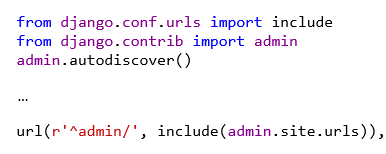 from django.conf.urls import include
from django.contrib import admin
admin.autodiscover()
…
url(r'^admin/', include(admin.site.urls)),